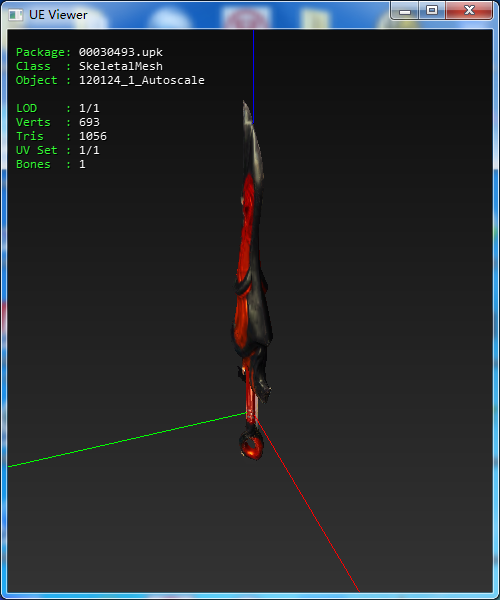 UE Viewer
Package: 00030493.upk
Class : SkeletalMesh
Object : 120124_1_Autoscale
LOD : 1/1
Verts : 693
Tris : 1056
UV Set : 1/1
Bones : 1